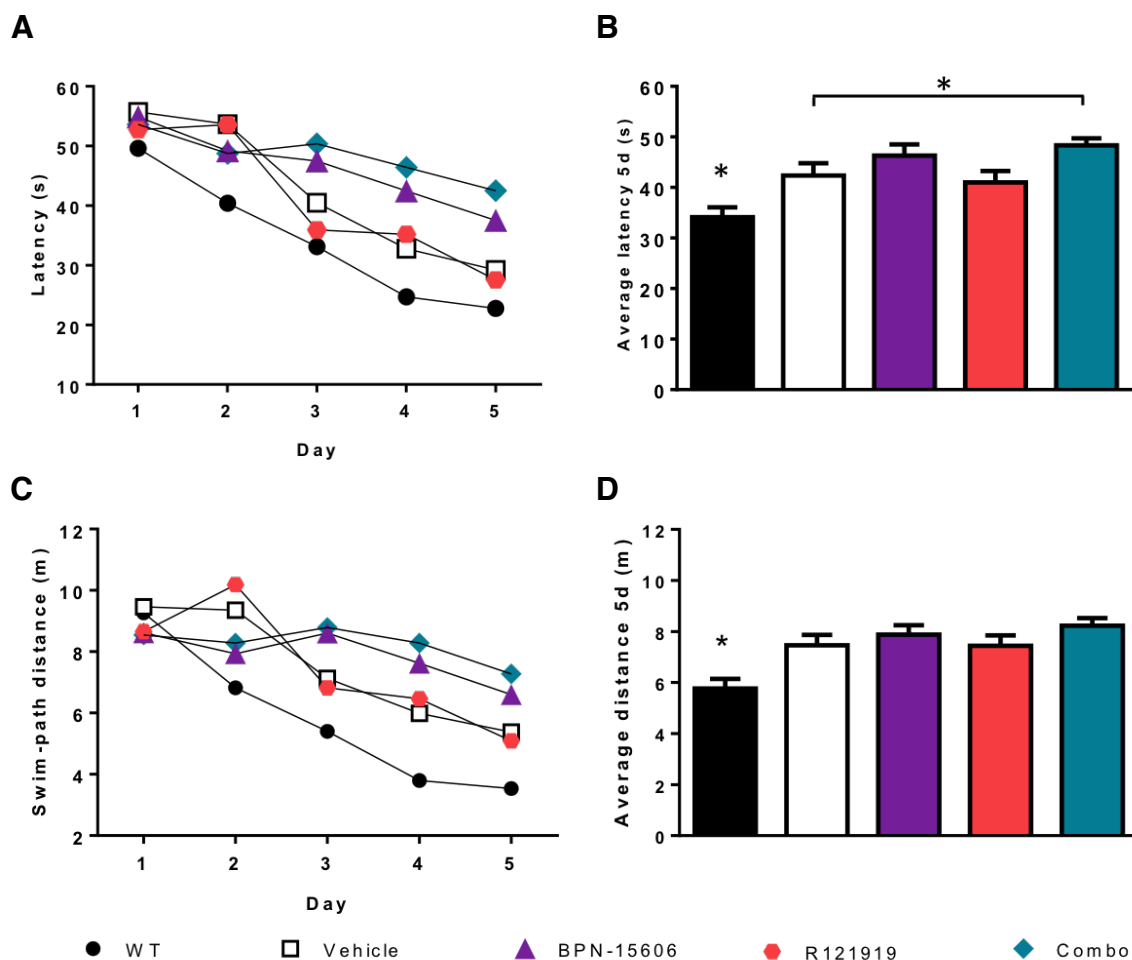 A
60
50
40
30
20
10
Latency (s)
1 2 3 4 5
Day
B
60
50
40
30
20
10
0
Average latency 5d (s)
*
*
C
12
10
8
6
4
2
Swim-path distance (m)
1 2 3 4 5
Day
D
12
10
8
6
4
2
0
Average distance 5d (m)
*
WT Vehicle BPN-15606 R121919 Combo